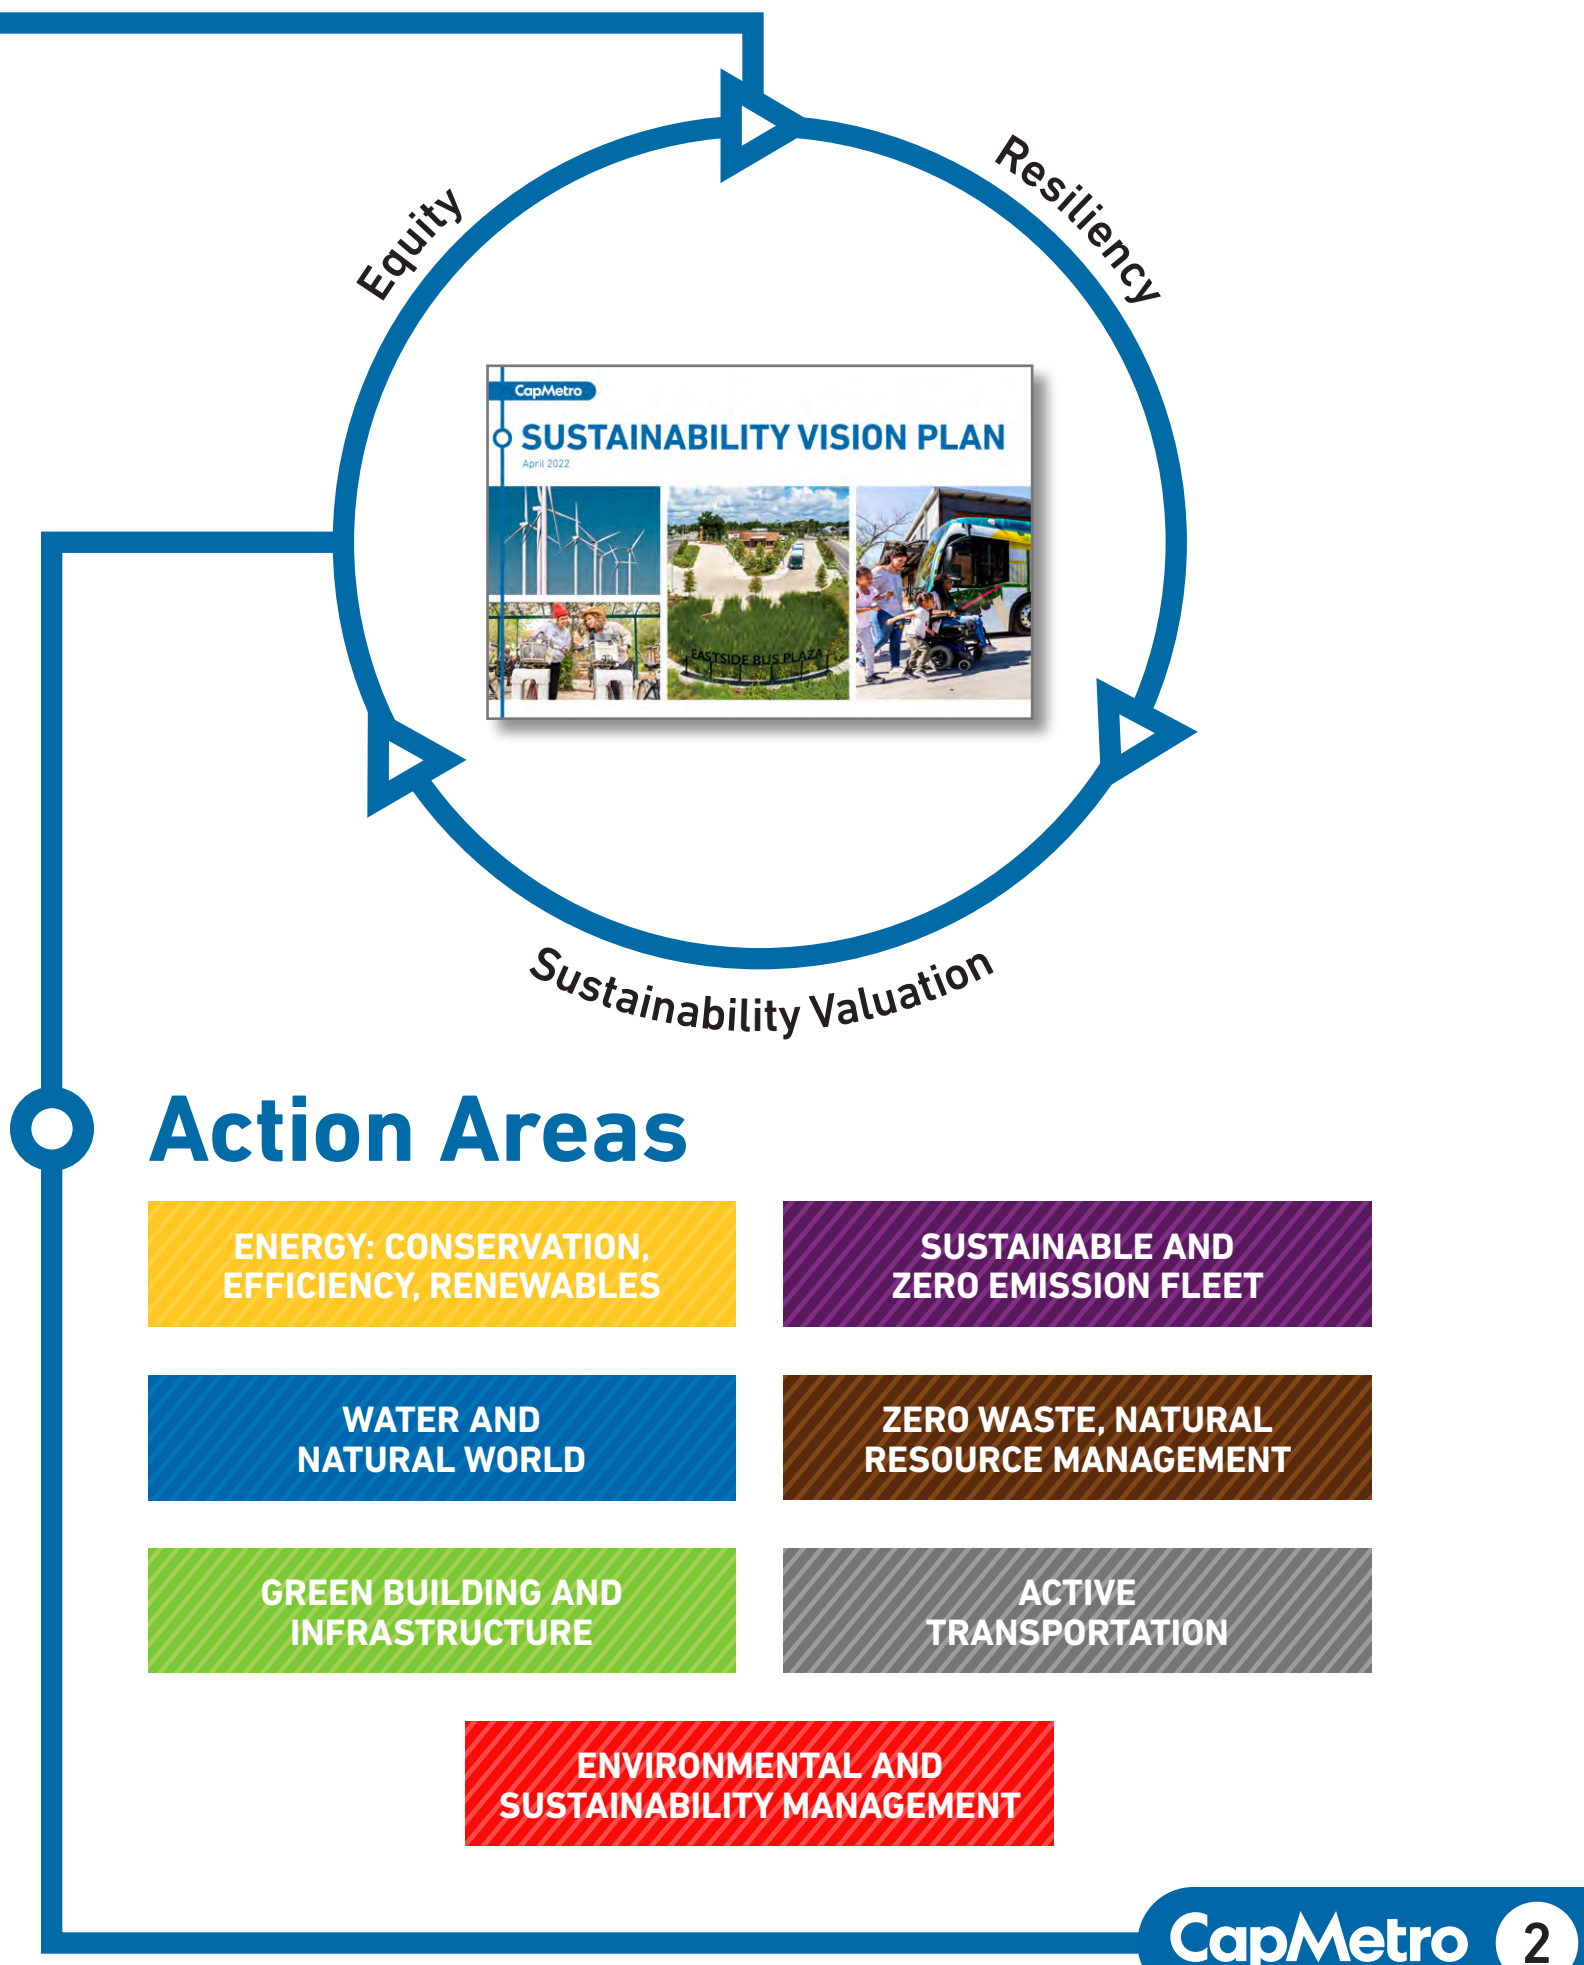 Equity
Resiliency
CapMetro
SUSTAINABILITY VISION PLAN
April 2022
EASTSIDE BUS PLAZA
Sustainability Valuation
Action Areas
ENERGY: CONSERVATION,
EFFICIENCY, RENEWABLES
SUSTAINABLE AND
ZERO EMISSION FLEET
WATER AND
NATURAL WORLD
ZERO WASTE, NATURAL
RESOURCE MANAGEMENT
GREEN BUILDING AND
INFRASTRUCTURE
ACTIVE
TRANSPORTATION
ENVIRONMENTAL AND
SUSTAINABILITY MANAGEMENT
CapMetro 2